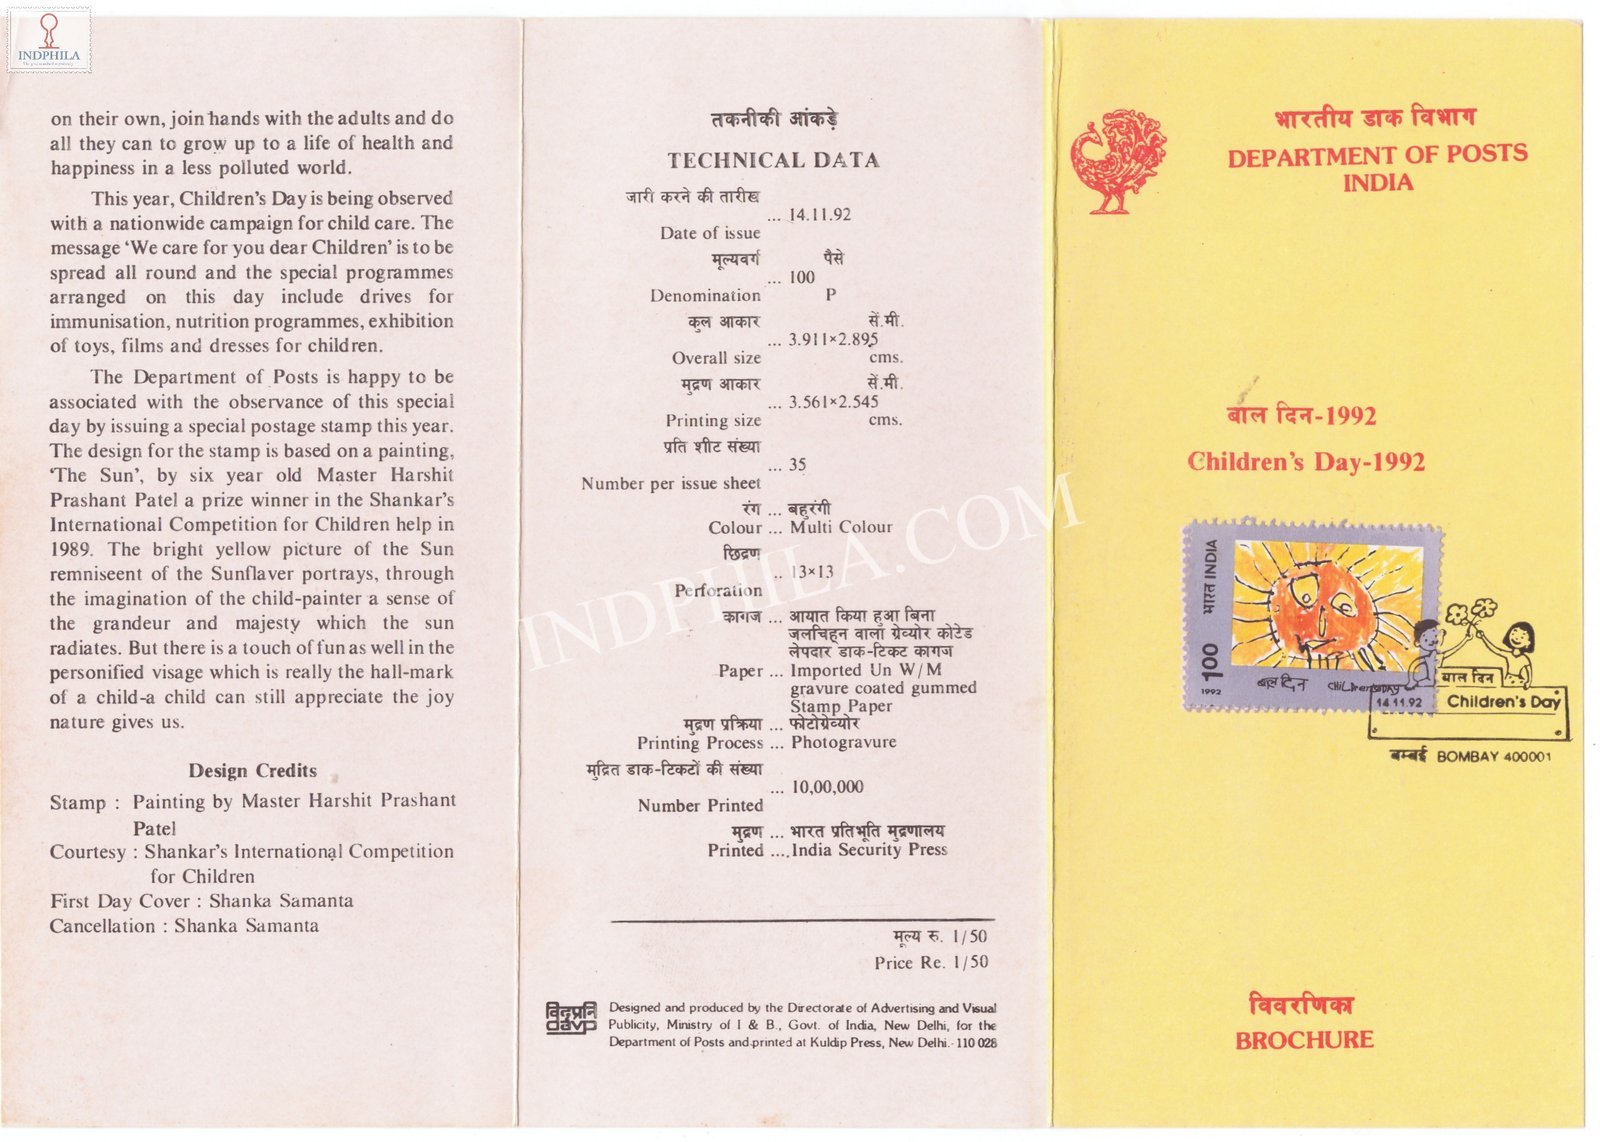 INDPHILA
on their own, join hands with the adults and do
all they can to grow up to a life of health and
happiness in a less polluted world.
This year, Children's Day is being observed
with a nationwide campaign for child care. The
message 'We care for you dear Children' is to be
spread all round and the special programmes
arranged on this day include drives for
immunisation, nutrition programmes, exhibition
of toys, films and dresses for children.
The Department of Posts is happy to be
associated with the observance of this special
day by issuing a special postage stamp this year.
The design for the stamp is based on a painting,
'The Sun', by six year old Master Harshit
Prashant Patel a prize winner in the Shankar's
International Competition for Children help in
1989. The bright yellow picture of the Sun
remniseent of the Sunflaver portrays, through
the imagination of the child-painter a sense of
the grandeur and majesty which the sun
radiates. But there is a touch of fun as well in the
personified visage which is really the hall-mark
of a child-a child can still appreciate the joy
nature gives us.
Design Credits
Stamp : Painting by Master Harshit Prashant
Patel
Courtesy : Shankar's International Competition
for Children
First Day Cover : Shanka Samanta
Cancellation : Shanka Samanta
तकनीकी आंकड़े
TECHNICAL DATA
जारी करने की तारीख
... 14.11.92
Date of issue
मूल्यवर्ग पैसे
... 100
Denomination P
कुल आकार सें.मी.
... 3.911×2.895
Overall size cms.
मुद्रण आकार सें.मी.
... 3.561×2.545
Printing size cms.
प्रति शीट संख्या
... 35
Number per issue sheet
रंग ... बहुरंगी
Colour ... Multi Colour
छिद्रण
.. 13×13
Perforation
कागज ... आयात किया हुआ बिना
जलचिहन वाला ग्रेव्योर कोटेड
लेपदार डाक-टिकट कागज
Paper ... Imported Un W/M
gravure coated gummed
Stamp Paper
मुद्रण प्रक्रिया ... फोटोग्रेव्योर
Printing Process ... Photogravure
मुद्रित डाक-टिकटों की संख्या
... 10,00,000
Number Printed
मुद्रण ... भारत प्रतिभूति मुद्रणालय
Printed .... India Security Press
मूल्य रु. 1/50
Price Re. 1/50
विदृप्रनि
davp
Designed and produced by the Directorate of Advertising and Visual
Publicity, Ministry of I & B., Govt. of India, New Delhi, for the
Department of Posts and printed at Kuldip Press, New Delhi.-110 028
भारतीय डाक विभाग
DEPARTMENT OF POSTS
INDIA
बाल दिन-1992
Children's Day-1992
भारत INDIA
100
1992
बाल दिन CHiLdrensDAY
14 11.92
बाल दिन
Children's Day
बम्बई BOMBAY 400001
विवरणिका
BROCHURE
INDPHILA.COM